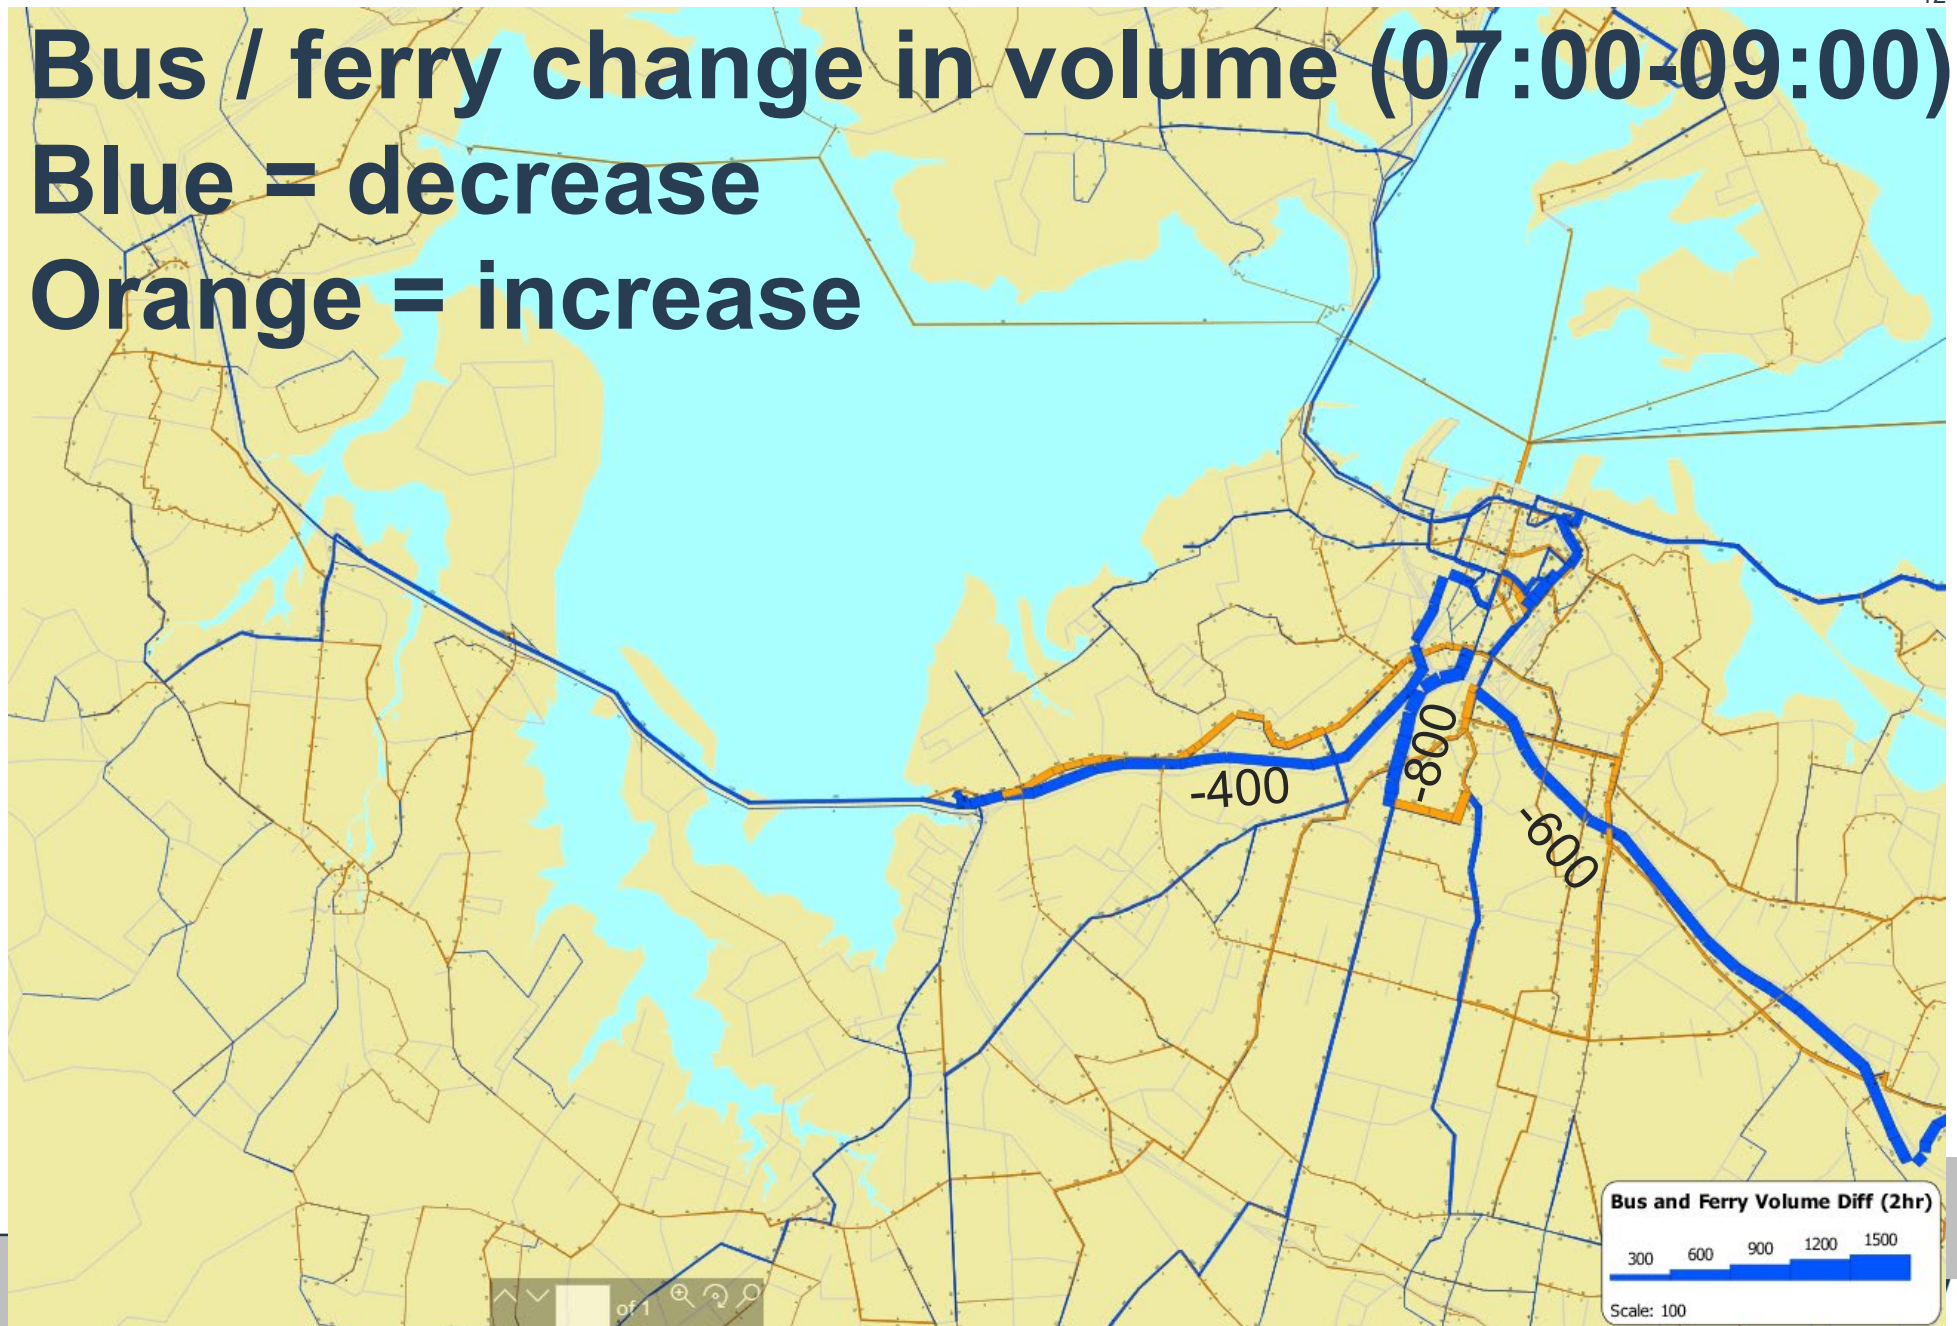 Bus / ferry change in volume (07:00-09:00)
Blue = decrease
Orange = increase
-400
-800
-600
Bus and Ferry Volume Diff (2hr)
300 600 900 1200 1500
Scale: 100
of 1